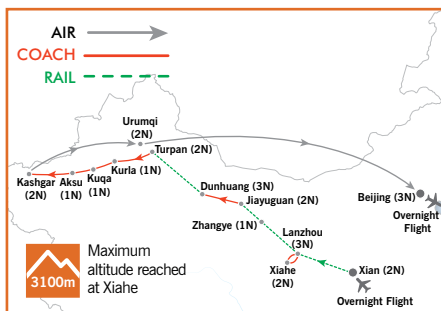 AIR
COACH
RAIL
Urumqi
(2N)
Turpan (2N)
Kurla (1N)
Kuqa
(1N)
Aksu
(1N)
Kashgar
(2N)
Dunhuang (3N)
Jiayuguan (2N)
Zhangye (1N)
Lanzhou
(3N)
Xiahe
(2N)
Xian (2N)
Overnight Flight
Beijing (3N)
Overnight
Flight
3100m
Maximum
altitude reached
at Xiahe